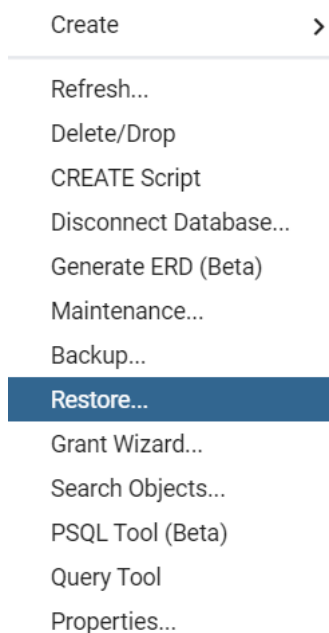 Create
Refresh...
Delete/Drop
CREATE Script
Disconnect Database...
Generate ERD (Beta)
Maintenance...
Backup...
Restore...
Grant Wizard...
Search Objects...
PSQL Tool (Beta)
Query Tool
Properties...